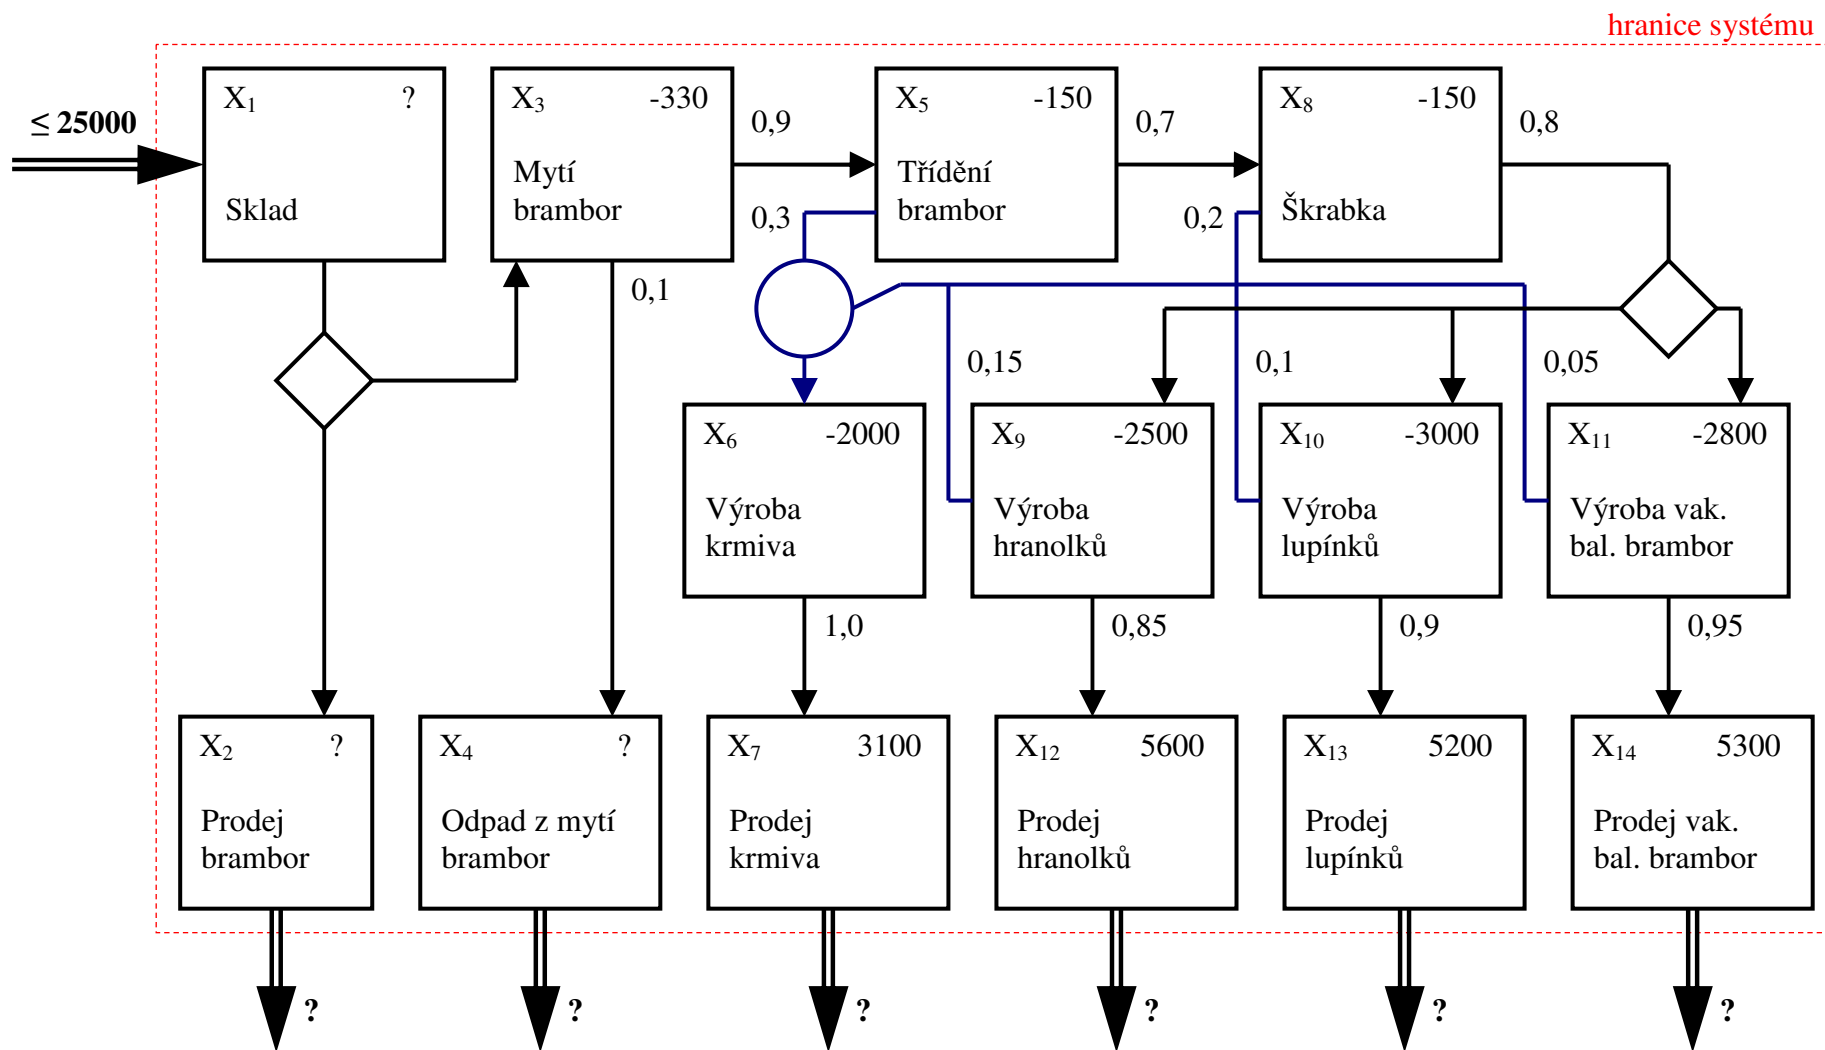 hranice systému
≤ 25000
X1 ?
Sklad
X3 -330
Mytí
brambor
0,9
X5 -150
Třídění
brambor
0,7
X8 -150
Škrabka
0,8
0,3
0,2
0,1
0,15
0,1
0,05
X6 -2000
Výroba
krmiva
X9 -2500
Výroba
hranolků
X10 -3000
Výroba
lupínků
X11 -2800
Výroba vak.
bal. brambor
1,0
0,85
0,9
0,95
X2 ?
Prodej
brambor
X4 ?
Odpad z mytí
brambor
X7 3100
Prodej
krmiva
X12 5600
Prodej
hranolků
X13 5200
Prodej
lupínků
X14 5300
Prodej vak.
bal. brambor
?
?
?
?
?
?